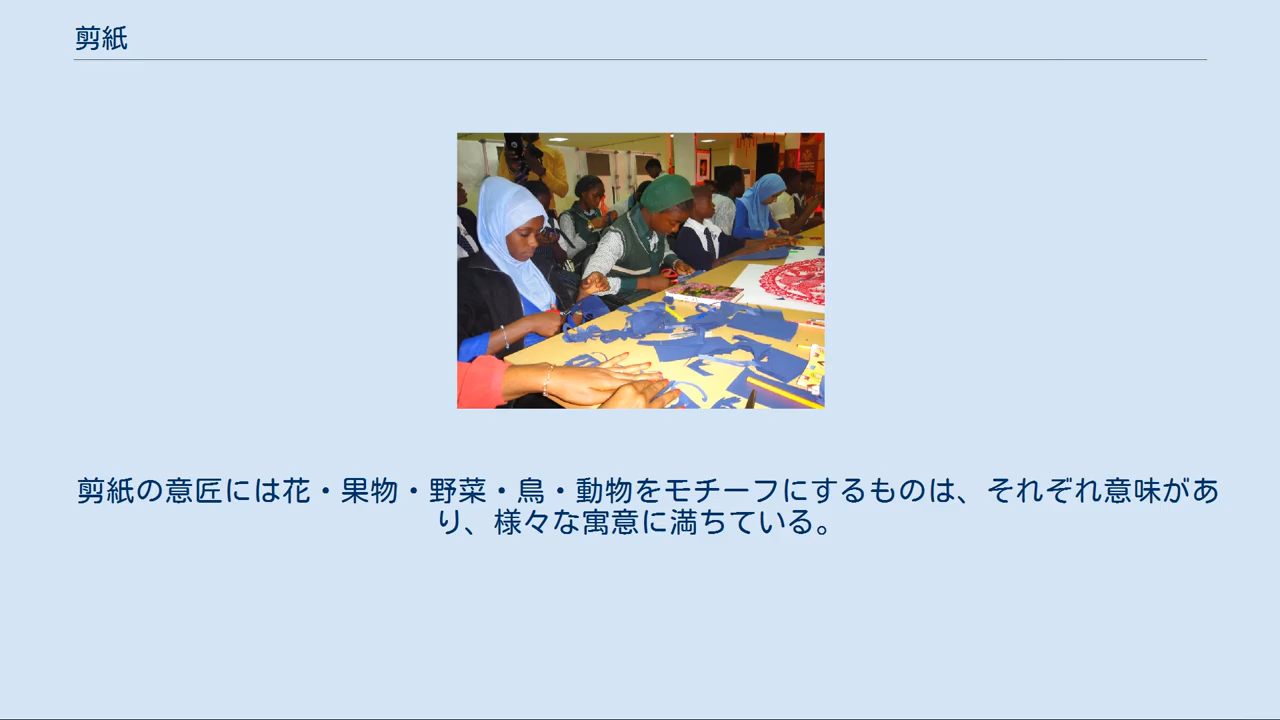 剪紙
剪紙の意匠には花・果物・野菜・鳥・動物をモチーフにするものは、それぞれ意味があ
り、様々な寓意に満ちている。